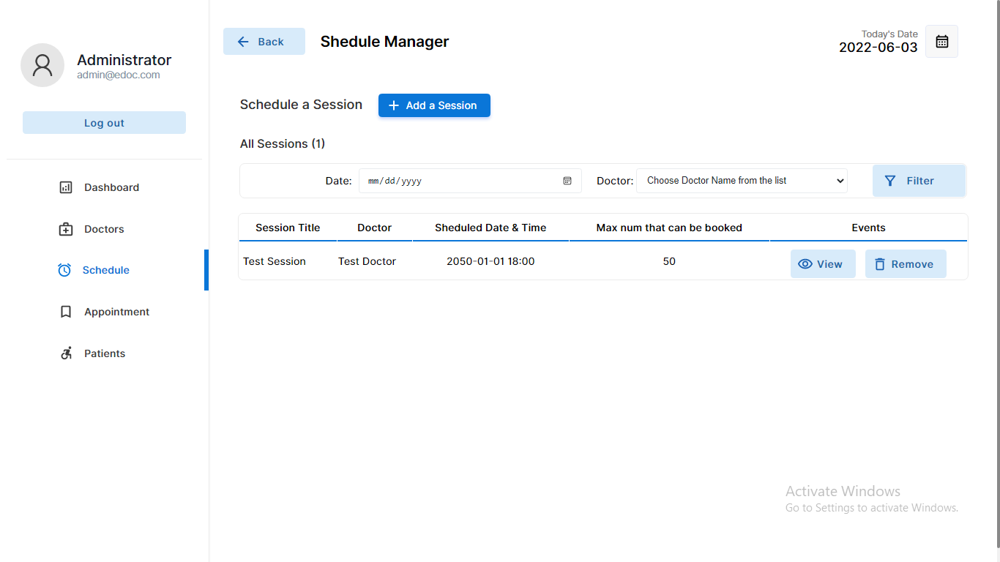 Administrator
admin@edoc.com
Log out
Dashboard
Doctors
Schedule
Appointment
Patients
Back
Shedule Manager
Today's Date
2022-06-03
Schedule a Session
Add a Session
All Sessions (1)
Date: mm/dd/yyyy Doctor: Choose Doctor Name from the list Filter
Session Title Doctor Sheduled Date & Time Max num that can be booked Events
Test Session Test Doctor 2050-01-01 18:00 50 View Remove
Activate Windows
Go to Settings to activate Windows.